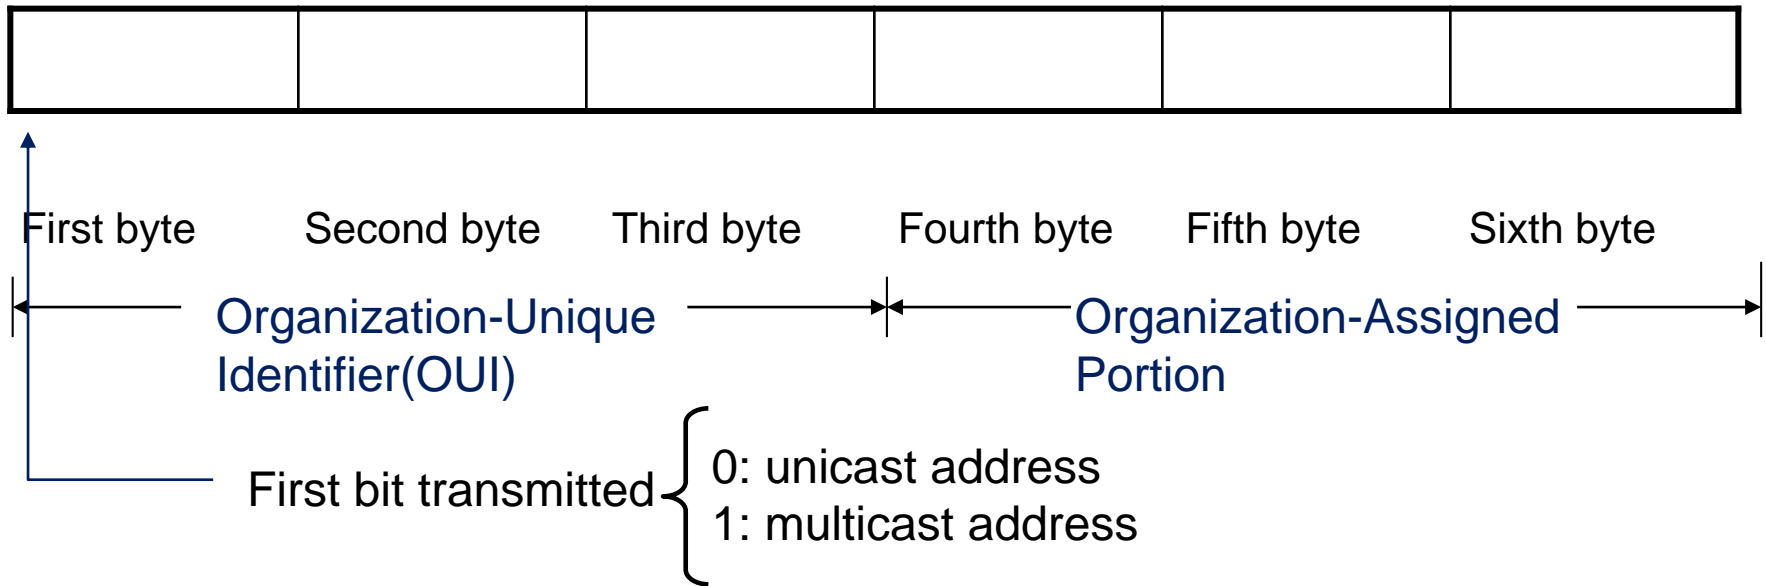 First byte Second byte Third byte Fourth byte Fifth byte Sixth byte
Organization-Unique
Identifier(OUI)
Organization-Assigned
Portion
First bit transmitted
0: unicast address
1: multicast address